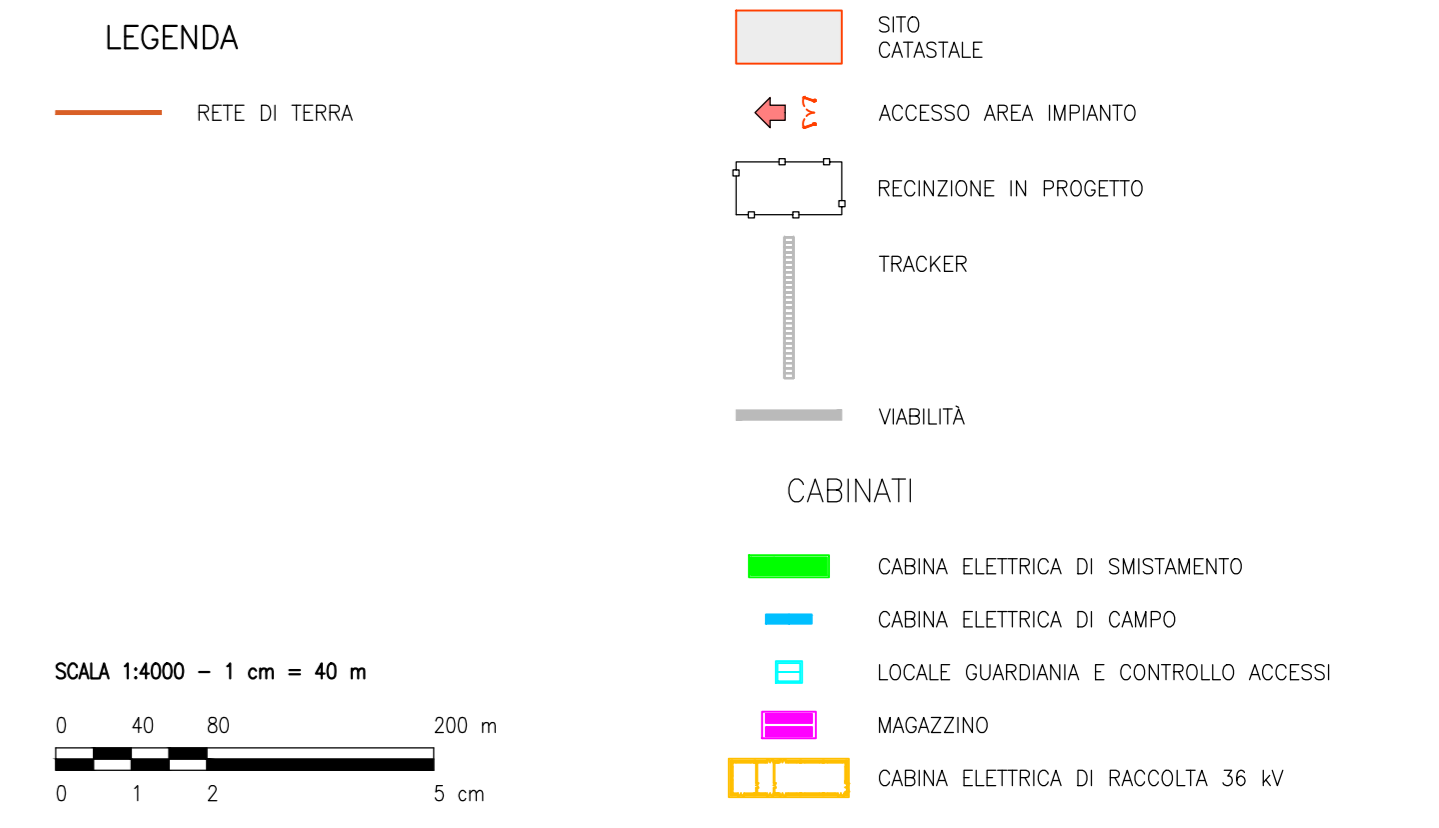 LEGENDA
RETE DI TERRA
SITO
CATASTALE
ACCESSO AREA IMPIANTO
RECINZIONE IN PROGETTO
TRACKER
VIABILITÀ
CABINATI
CABINA ELETTRICA DI SMISTAMENTO
CABINA ELETTRICA DI CAMPO
LOCALE GUARDIANIA E CONTROLLO ACCESSI
MAGAZZINO
CABINA ELETTRICA DI RACCOLTA 36 kV
SCALA 1:4000 – 1 cm = 40 m
0 40 80 200 m
0 1 2 5 cm